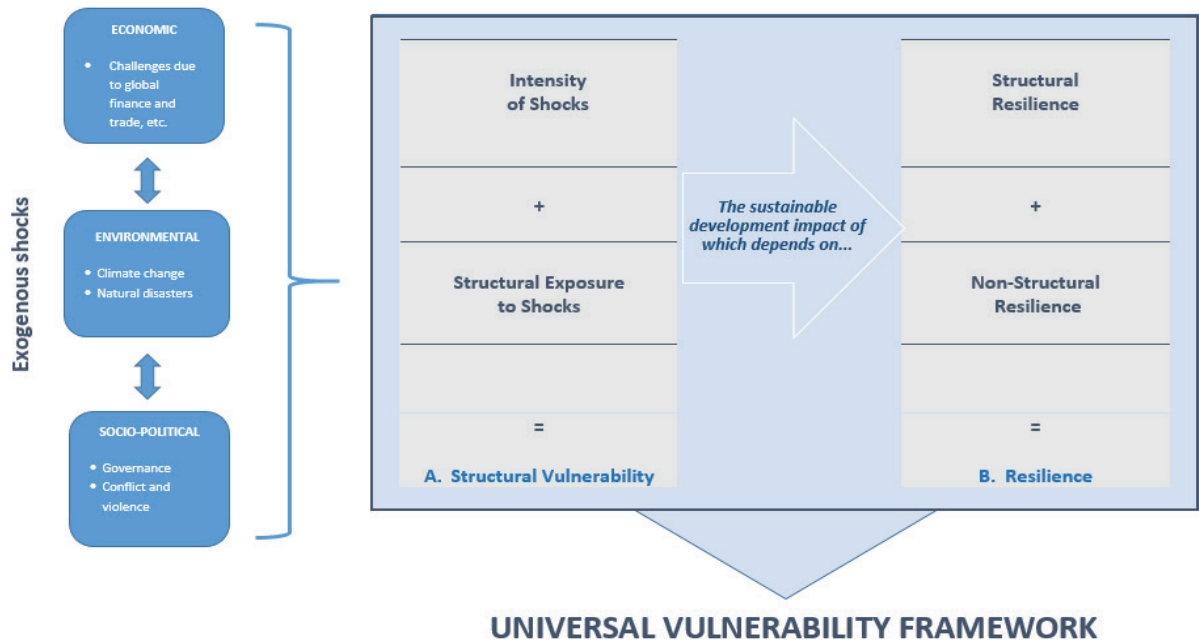 Exogenous shocks
ECONOMIC
• Challenges due
to global
finance and
trade, etc.
ENVIRONMENTAL
• Climate change
• Natural disasters
SOCIO-POLITICAL
• Governance
• Conflict and
violence
Intensity
of Shocks
+
Structural Exposure
to Shocks
=
A. Structural Vulnerability
The sustainable
development impact of
which depends on...
Structural
Resilience
+
Non-Structural
Resilience
=
B. Resilience
UNIVERSAL VULNERABILITY FRAMEWORK